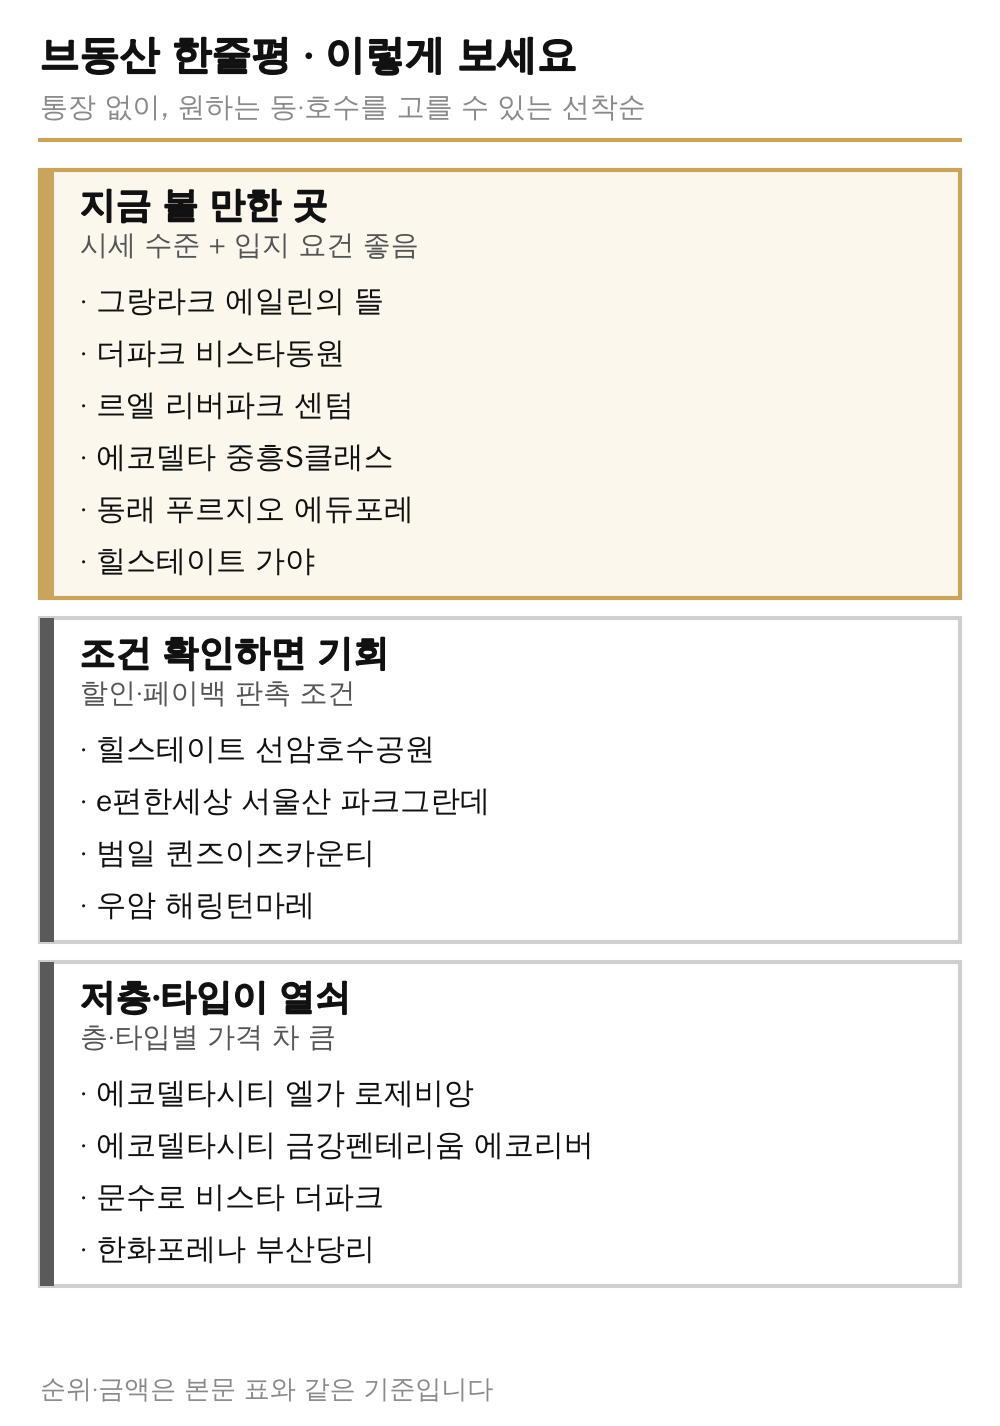 브동산 한줄평 · 이렇게 보세요
통장 없이, 원하는 동·호수를 고를 수 있는 선착순
지금 볼 만한 곳
시세 수준 + 입지 요건 좋음
· 그랑라크 에일린의 뜰
· 더파크 비스타동원
· 르엘 리버파크 센텀
· 에코델타 중흥S클래스
· 동래 푸르지오 에듀포레
· 힐스테이트 가야
조건 확인하면 기회
할인·페이백 판촉 조건
· 힐스테이트 선암호수공원
· e편한세상 서울산 파크그란데
· 범일 퀸즈이즈카운티
· 우암 해링턴마레
저층·타입이 열쇠
층·타입별 가격 차 큼
· 에코델타시티 엘가 로제비앙
· 에코델타시티 금강펜테리움 에코리버
· 문수로 비스타 더파크
· 한화포레나 부산당리
순위·금액은 본문 표와 같은 기준입니다